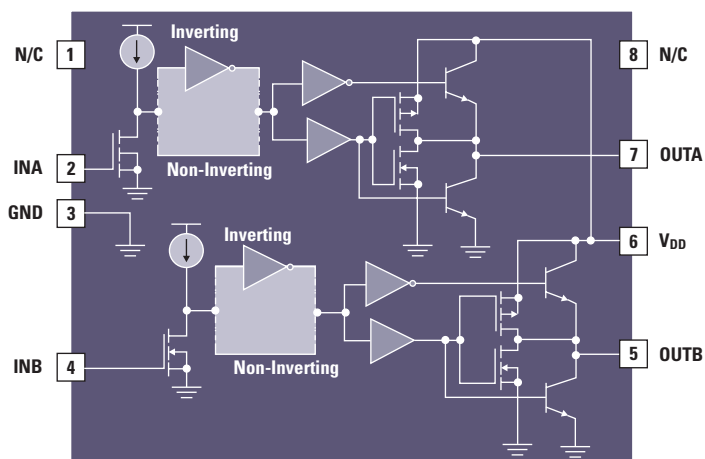 Inverting
N/C 1
8 N/C
INA 2
Non-Inverting
7 OUTA
GND 3
Inverting
6 VDD
INB 4
Non-Inverting
5 OUTB